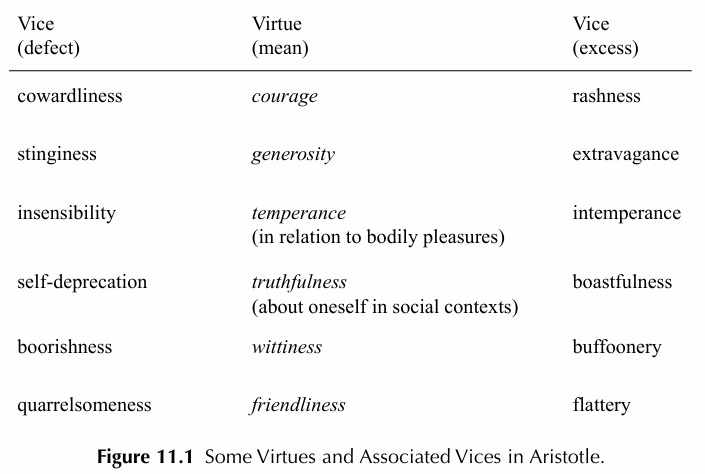 Vice Virtue Vice
(defect) (mean) (excess)
cowardliness courage rashness
stinginess generosity extravagance
insensibility temperance intemperance
(in relation to bodily pleasures)
self-deprecation truthfulness boastfulness
(about oneself in social contexts)
boorishness wittiness buffoonery
quarrelsomeness friendliness flattery
Figure 11.1 Some Virtues and Associated Vices in Aristotle.